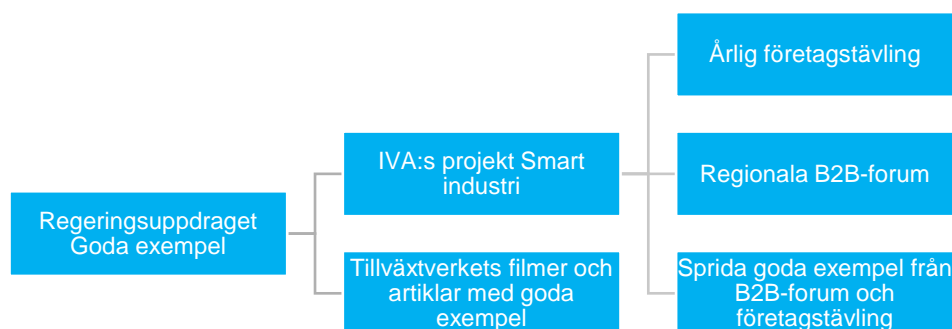 Regeringsuppdraget
Goda exempel
IVA:s projekt Smart
industri
Tillväxtverkets filmer och
artiklar med goda
exempel
Årlig företagstävling
Regionala B2B-forum
Sprida goda exempel från
B2B-forum och
företagstävling